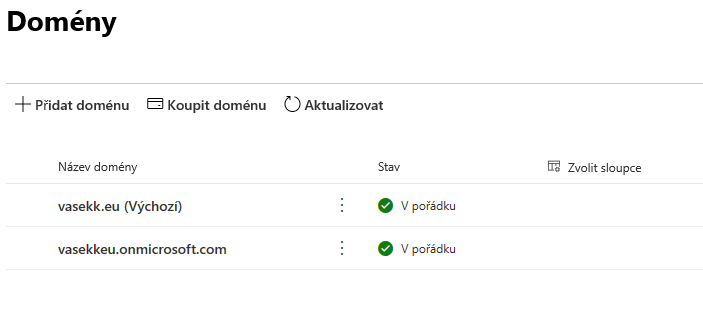 Domény
Přidat doménu Koupit doménu Aktualizovat
Název domény Stav Zvolit sloupce
vasekk.eu (Výchozí) V pořádku
vasekkeu.onmicrosoft.com V pořádku